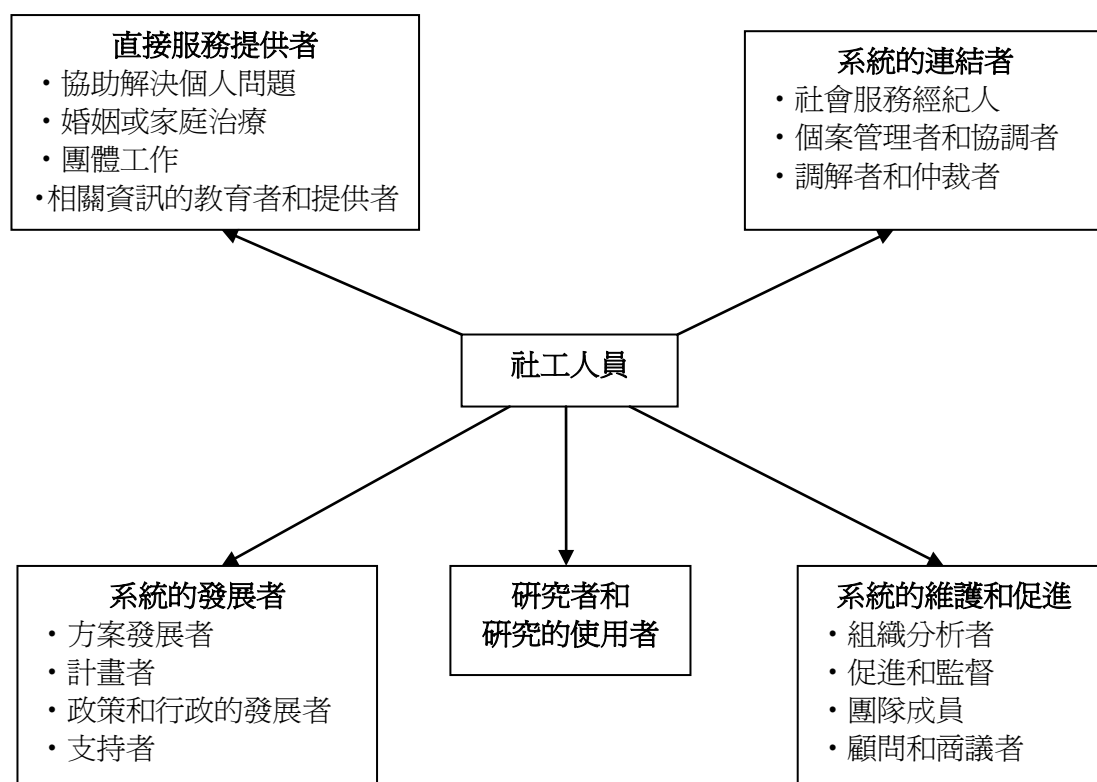 直接服務提供者
・協助解決個人問題
・婚姻或家庭治療
・團體工作
・相關資訊的教育者和提供者
系統的連結者
・社會服務經紀人
・個案管理者和協調者
・調解者和仲裁者
社工人員
系統的發展者
・方案發展者
・計畫者
・政策和行政的發展者
・支持者
研究者和
研究的使用者
系統的維護和促進
・組織分析者
・促進和監督
・團隊成員
・顧問和商議者